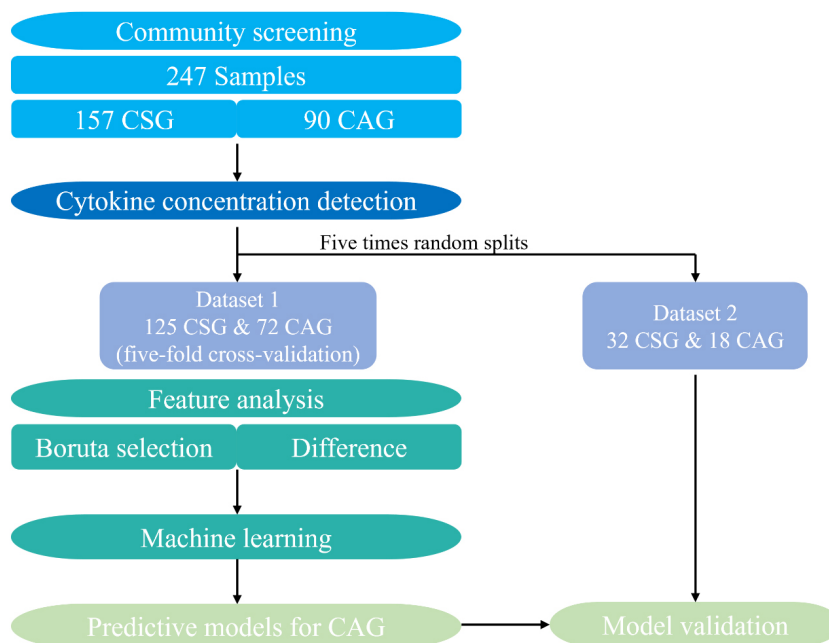 Community screening
247 Samples
157 CSG
90 CAG
Cytokine concentration detection
Five times random splits
Dataset 1
125 CSG & 72 CAG
(five-fold cross-validation)
Dataset 2
32 CSG & 18 CAG
Feature analysis
Boruta selection
Difference
Machine learning
Predictive models for CAG
Model validation